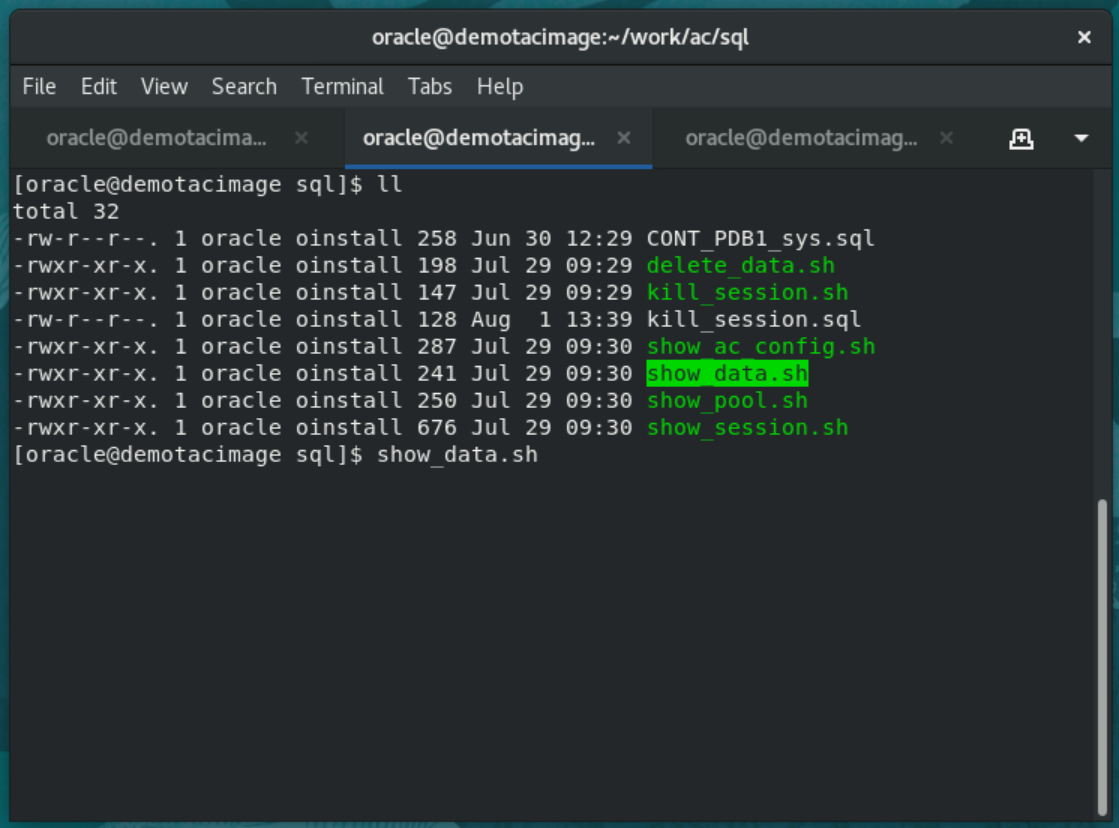 oracle@demotacimage:~/work/ac/sql
File Edit View Search Terminal Tabs Help
oracle@demotacima... oracle@demotacimag... oracle@demotacimag...
[oracle@demotacimage sql]$ ll
total 32
-rw-r--r--. 1 oracle oinstall 258 Jun 30 12:29 CONT_PDB1_sys.sql
-rwxr-xr-x. 1 oracle oinstall 198 Jul 29 09:29 delete_data.sh
-rwxr-xr-x. 1 oracle oinstall 147 Jul 29 09:29 kill_session.sh
-rw-r--r--. 1 oracle oinstall 128 Aug  1 13:39 kill_session.sql
-rwxr-xr-x. 1 oracle oinstall 287 Jul 29 09:30 show_ac_config.sh
-rwxr-xr-x. 1 oracle oinstall 241 Jul 29 09:30 show_data.sh
-rwxr-xr-x. 1 oracle oinstall 250 Jul 29 09:30 show_pool.sh
-rwxr-xr-x. 1 oracle oinstall 676 Jul 29 09:30 show_session.sh
[oracle@demotacimage sql]$ show_data.sh